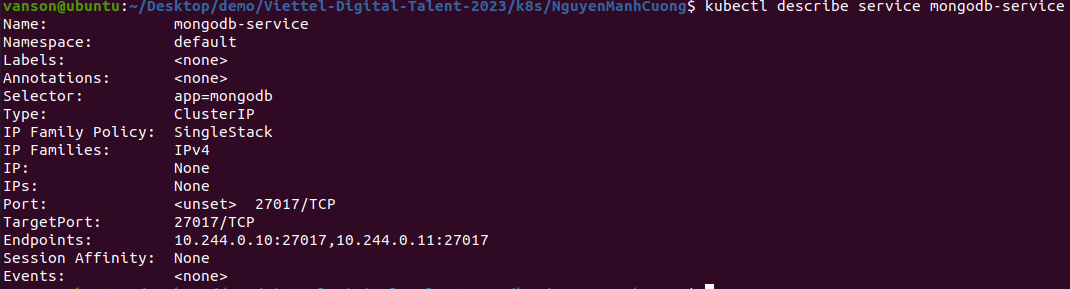 vanson@ubuntu:~/Desktop/demo/Viettel-Digital-Talent-2023/k8s/NguyenManhCuong$ kubectl describe service mongodb-service
Name:              mongodb-service
Namespace:         default
Labels:            <none>
Annotations:       <none>
Selector:          app=mongodb
Type:              ClusterIP
IP Family Policy:  SingleStack
IP Families:       IPv4
IP:                None
IPs:               None
Port:              <unset>  27017/TCP
TargetPort:        27017/TCP
Endpoints:         10.244.0.10:27017,10.244.0.11:27017
Session Affinity:  None
Events:            <none>